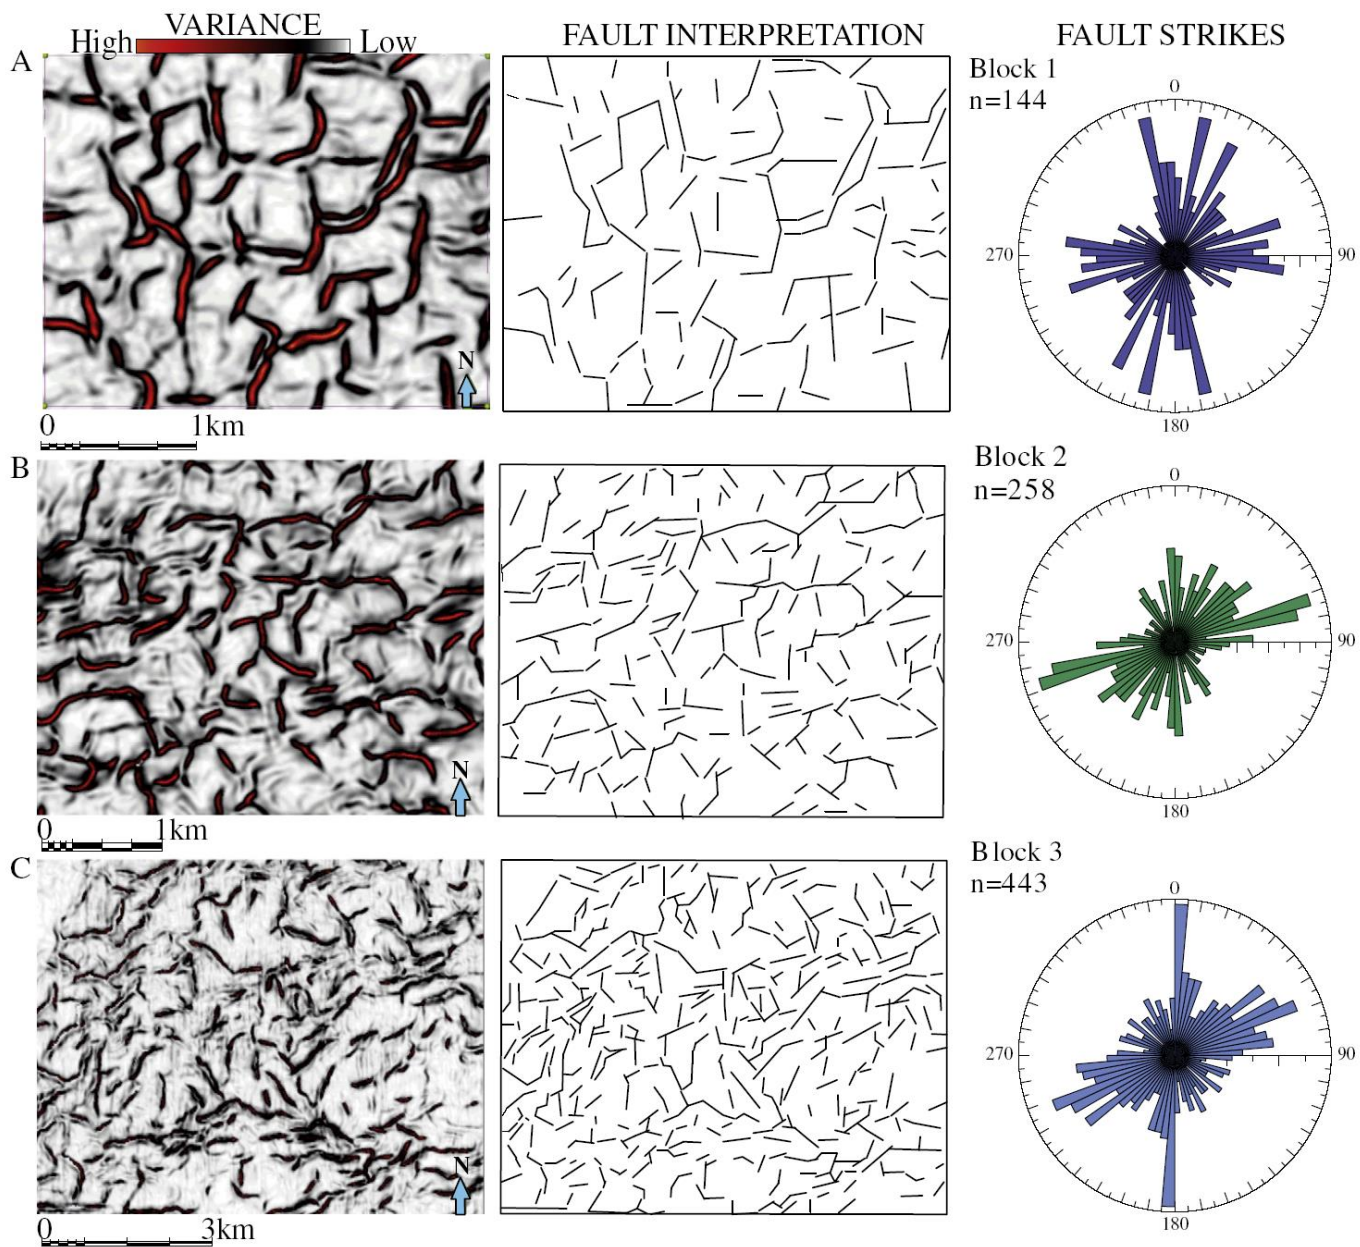 VARIANCE
High Low
FAULT INTERPRETATION
FAULT STRIKES
A
N
0 1km
Block 1
n=144
0
270 90
180
B
N
0 1km
Block 2
n=258
0
270 90
180
C
N
0 3km
Block 3
n=443
0
270 90
180